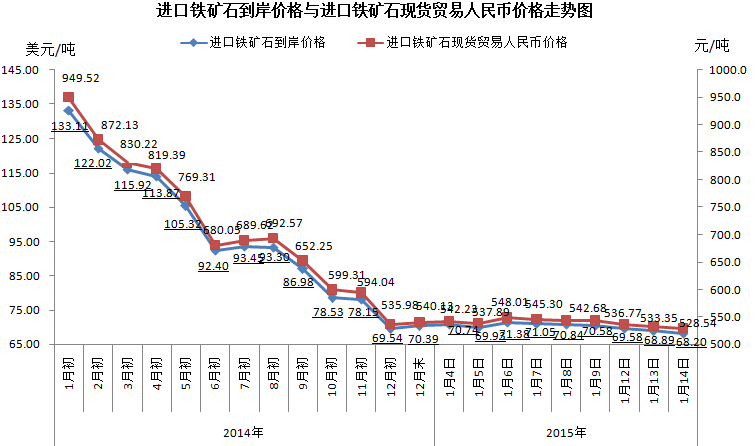 进口铁矿石到岸价格与进口铁矿石现货贸易人民币价格走势图
美元/吨
元/吨
进口铁矿石到岸价格 进口铁矿石现货贸易人民币价格
145.00
135.00
125.00
115.00
105.00
95.00
85.00
75.00
65.00
1000.0
950.0
900.0
850.0
800.0
750.0
700.0
650.0
600.0
550.0
500.0
949.52
872.13
830.22
819.39
769.31
680.05
689.62
692.57
652.25
599.31
594.04
535.98
540.13
542.23
537.89
548.01
545.30
542.68
536.77
533.35
528.54
133.11
122.02
115.92
113.87
105.32
92.40
93.45
93.30
86.98
78.53
78.15
69.54
70.39
70.74
69.93
71.38
71.05
70.84
70.58
69.58
68.89
68.20
1月初
2月初
3月初
4月初
5月初
6月初
7月初
8月初
9月初
10月初
11月初
12月初
12月末
1月4日
1月5日
1月6日
1月7日
1月8日
1月9日
1月12日
1月13日
1月14日
2014年
2015年